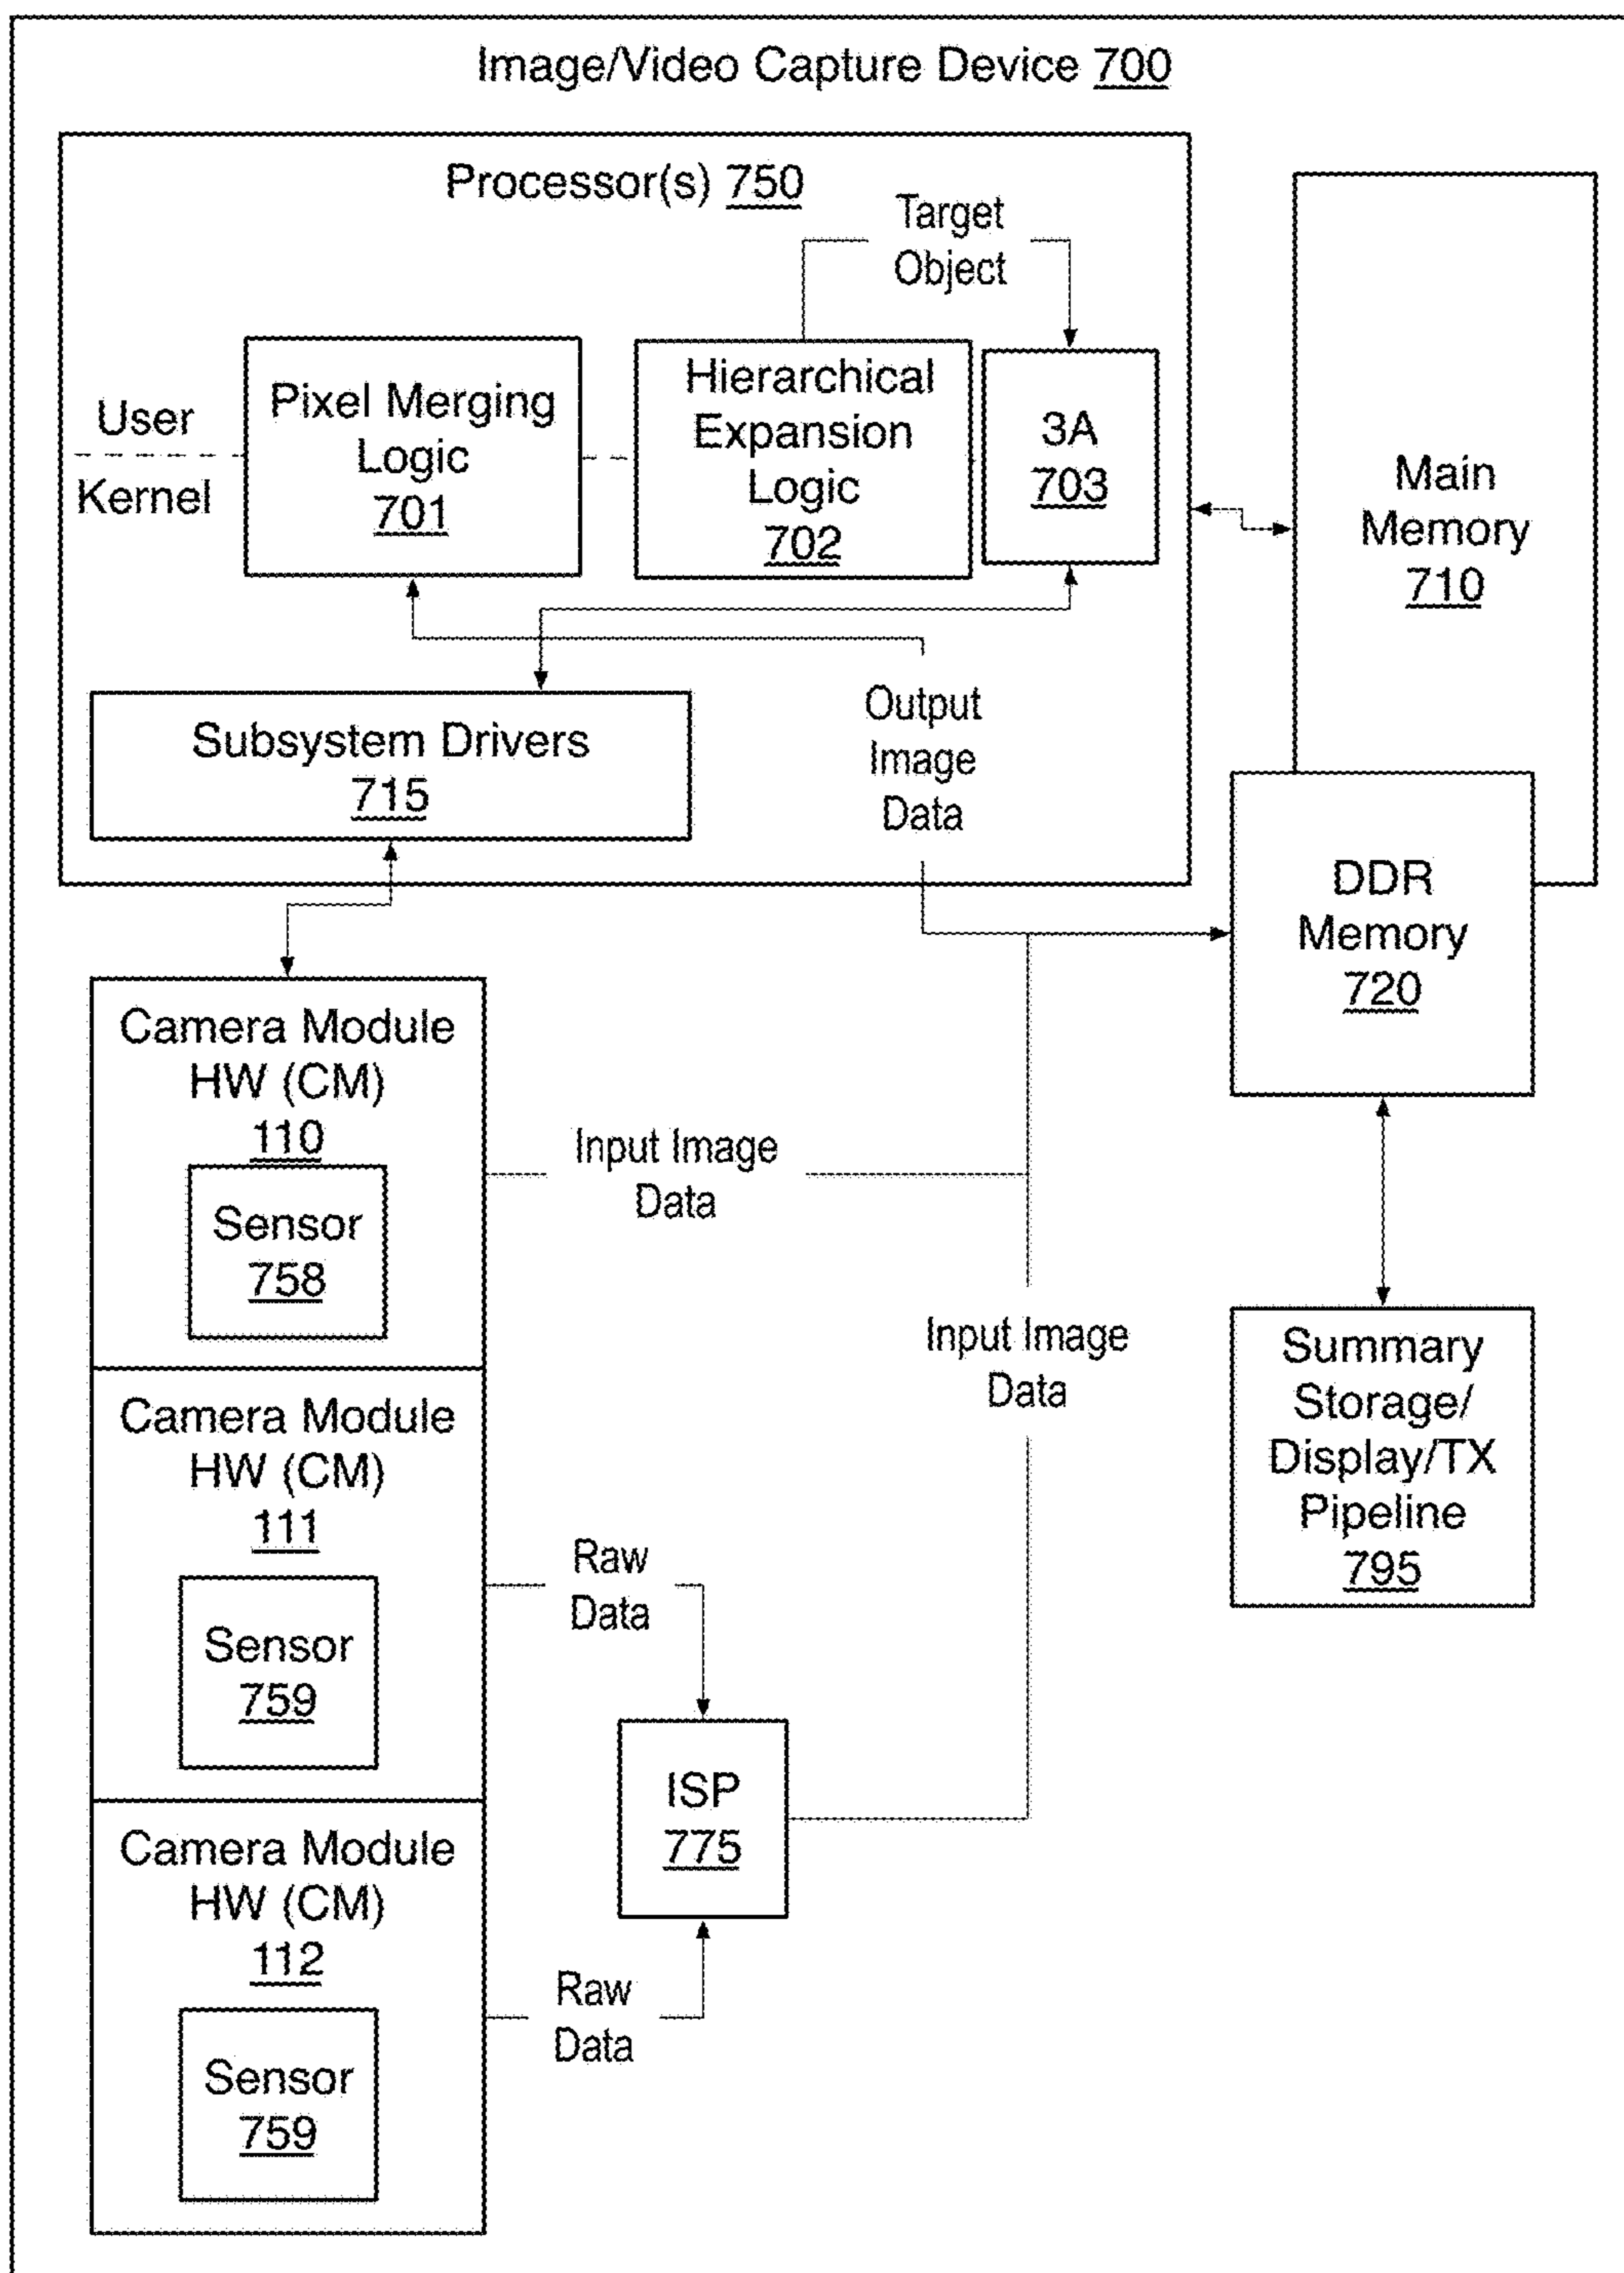 Image/Video Capture Device 700
Processor(s) 750
Target
Object
User
Kernel
Pixel Merging
Logic
701
Hierarchical
Expansion
Logic
702
3A
703
Main
Memory
710
Subsystem Drivers
715
Output
Image
Data
DDR
Memory
720
Camera Module
HW (CM)
110
Sensor
758
Input Image
Data
Input Image
Data
Summary
Storage/
Display/TX
Pipeline
795
Camera Module
HW (CM)
111
Sensor
759
Raw
Data
ISP
775
Camera Module
HW (CM)
112
Sensor
759
Raw
Data